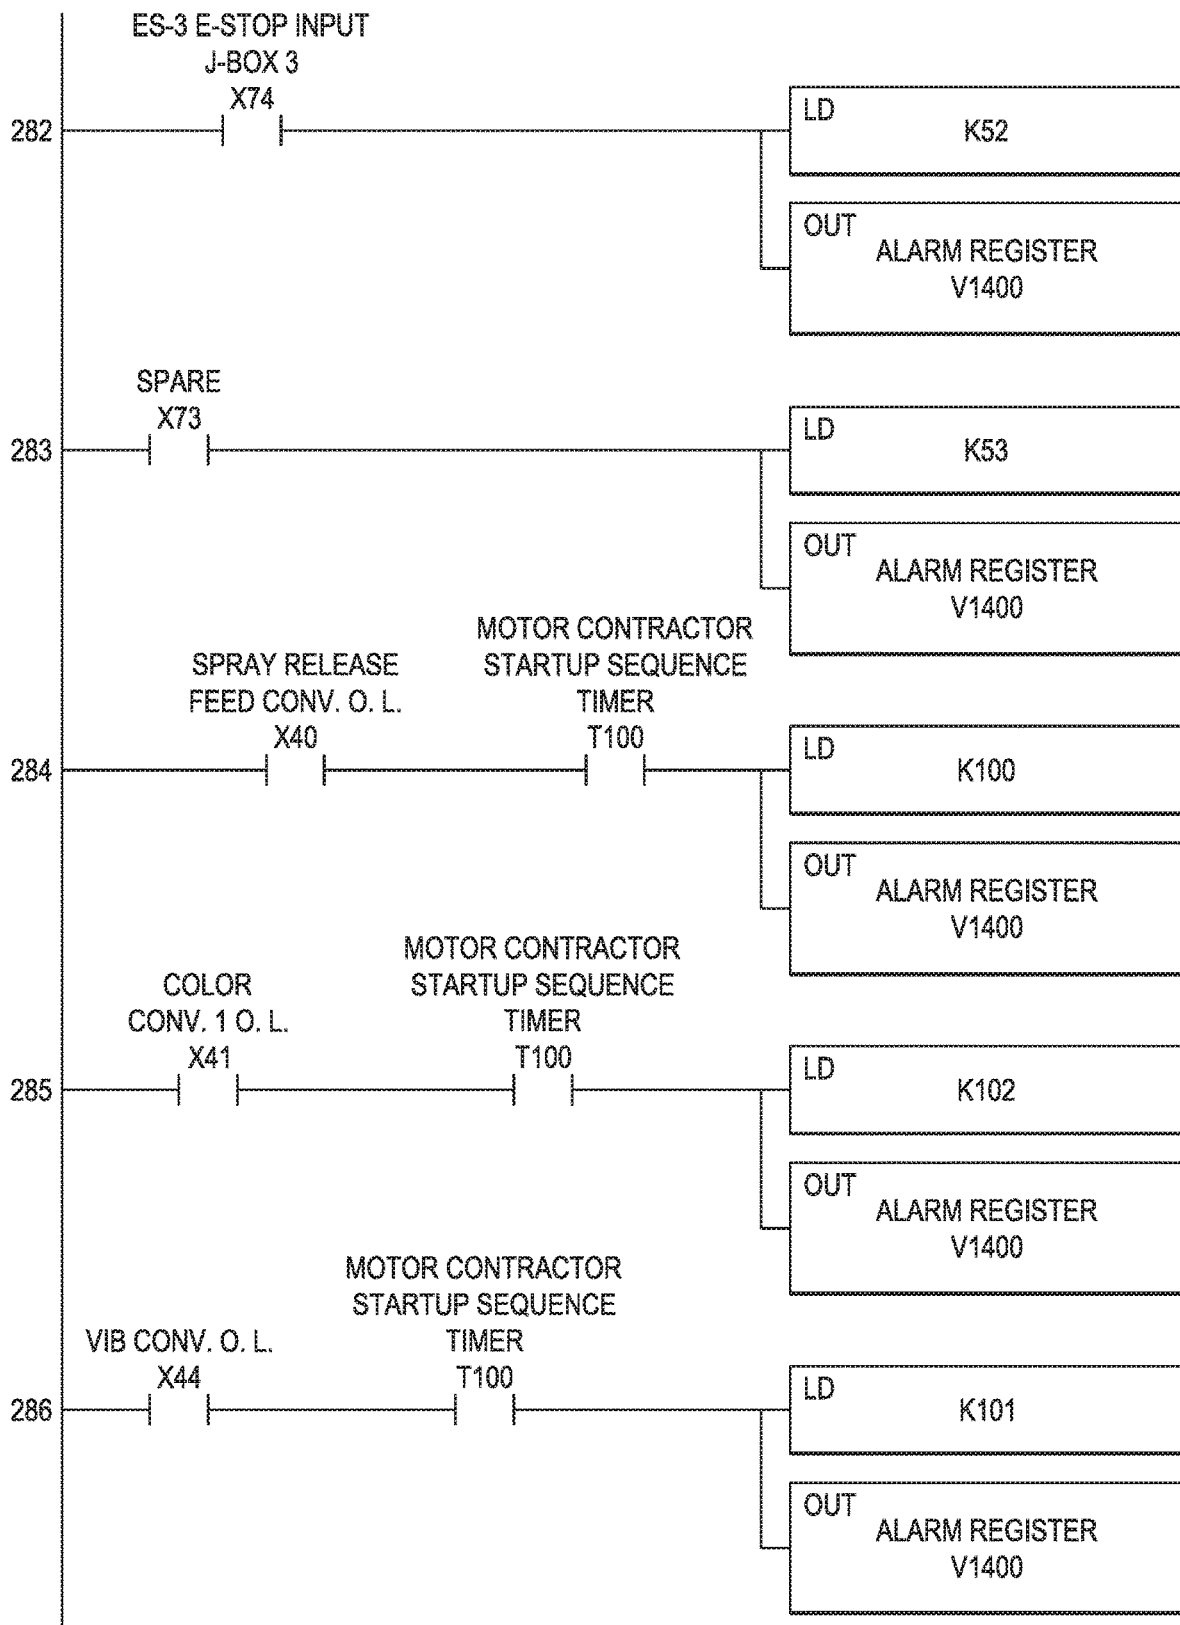 ES-3 E-STOP INPUT
J-BOX 3
X74
282
LD
K52
OUT
ALARM REGISTER
V1400
SPARE
X73
283
LD
K53
OUT
ALARM REGISTER
V1400
SPRAY RELEASE
FEED CONV. O. L.
X40
MOTOR CONTRACTOR
STARTUP SEQUENCE
TIMER
T100
284
LD
K100
OUT
ALARM REGISTER
V1400
COLOR
CONV. 1 O. L.
X41
MOTOR CONTRACTOR
STARTUP SEQUENCE
TIMER
T100
285
LD
K102
OUT
ALARM REGISTER
V1400
VIB CONV. O. L.
X44
MOTOR CONTRACTOR
STARTUP SEQUENCE
TIMER
T100
286
LD
K101
OUT
ALARM REGISTER
V1400